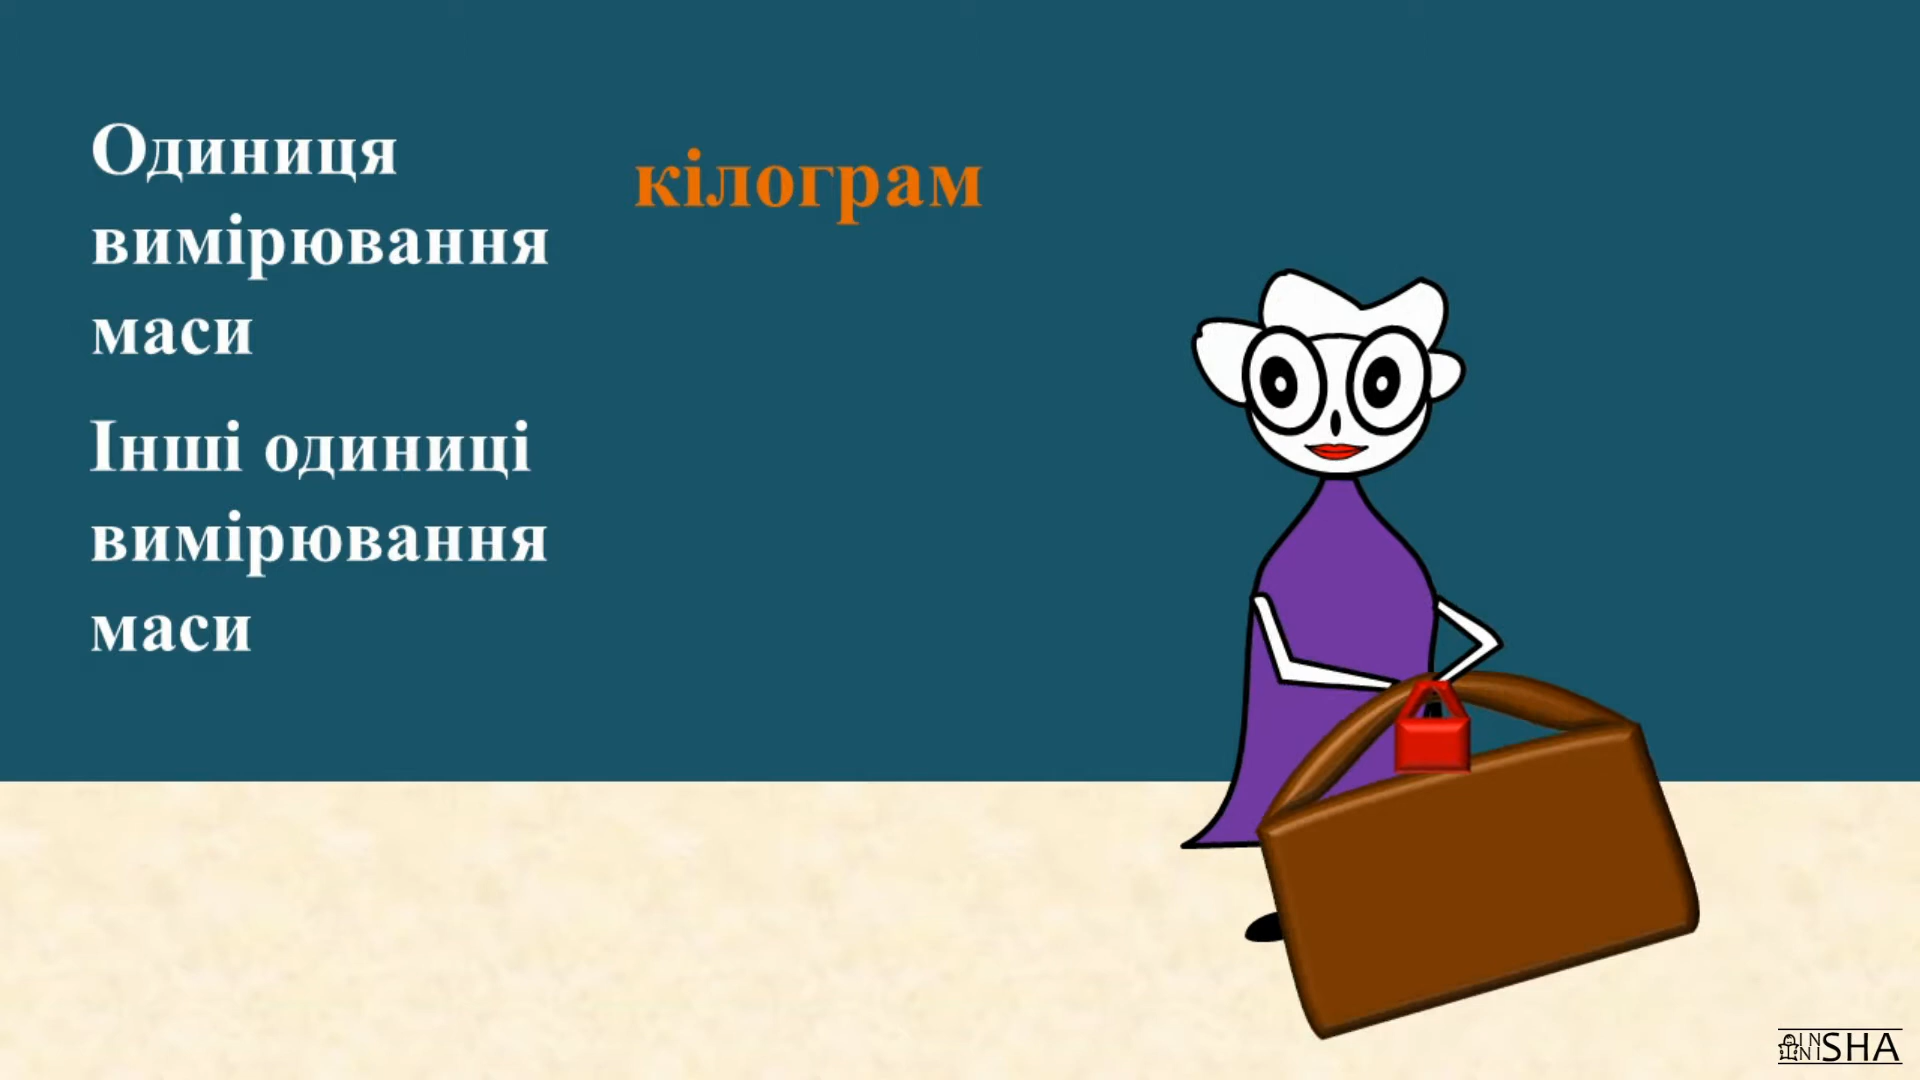 Одиниця
вимірювання
маси
кілограм
Інші одиниці
вимірювання
маси
SHA